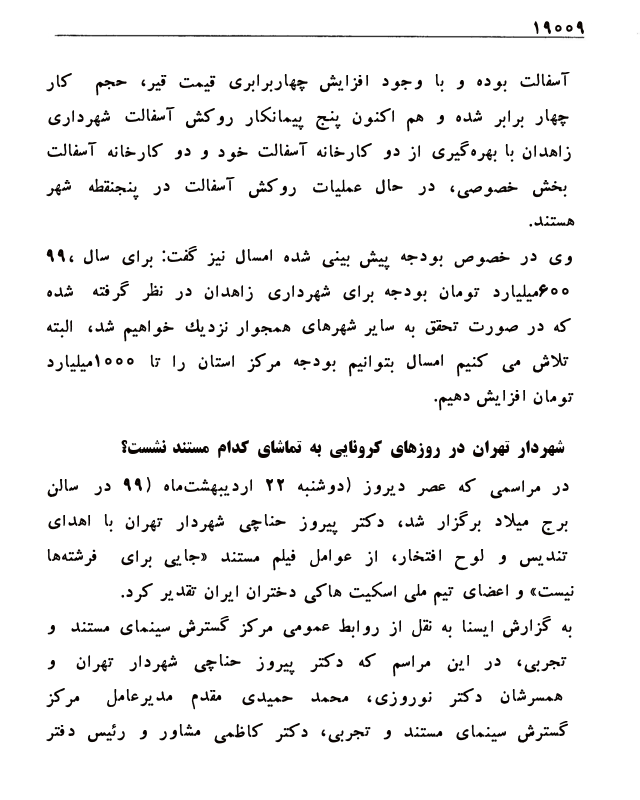 ۱۹۰۰۹
آسفالت بوده و با وجود افزایش چهاربرابری قیمت قیر، حجم کار
چهار برابر شده و هم اکنون پنج پیمانکار روکش آسفالت شهرداری
زاهدان با بهره‌گیری از دو کارخانه آسفالت خود و دو کارخانه آسفالت
بخش خصوصی، در حال عملیات روکش آسفالت در پنجنقطه شهر
هستند.
وی در خصوص بودجه پیش بینی شده امسال نیز گفت: برای سال ۹۹،
۶۰۰میلیارد تومان بودجه برای شهرداری زاهدان در نظر گرفته شده
که در صورت تحقق به سایر شهرهای همجوار نزدیك خواهیم شد، البته
تلاش می کنیم امسال بتوانیم بودجه مرکز استان را تا ۱۰۰۰میلیارد
تومان افزایش دهیم.
شهردار تهران در روزهای کرونایی به تماشای کدام مستند نشست؟
در مراسمی که عصر دیروز (دوشنبه ۲۲ اردیبهشت‌ماه (۹۹ در سالن
برج میلاد برگزار شد، دکتر پیروز حناچی شهردار تهران با اهدای
تندیس و لوح افتخار، از عوامل فیلم مستند «جایی برای فرشته‌ها
نیست» و اعضای تیم ملی اسکیت هاکی دختران ایران تقدیر کرد.
به گزارش ایسنا به نقل از روابط عمومی مرکز گسترش سینمای مستند و
تجربی، در این مراسم که دکتر پیروز حناچی شهردار تهران و
همسرشان دکتر نوروزی، محمد حمیدی مقدم مدیرعامل مرکز
گسترش سینمای مستند و تجربی، دکتر کاظمی مشاور و رئیس دفتر